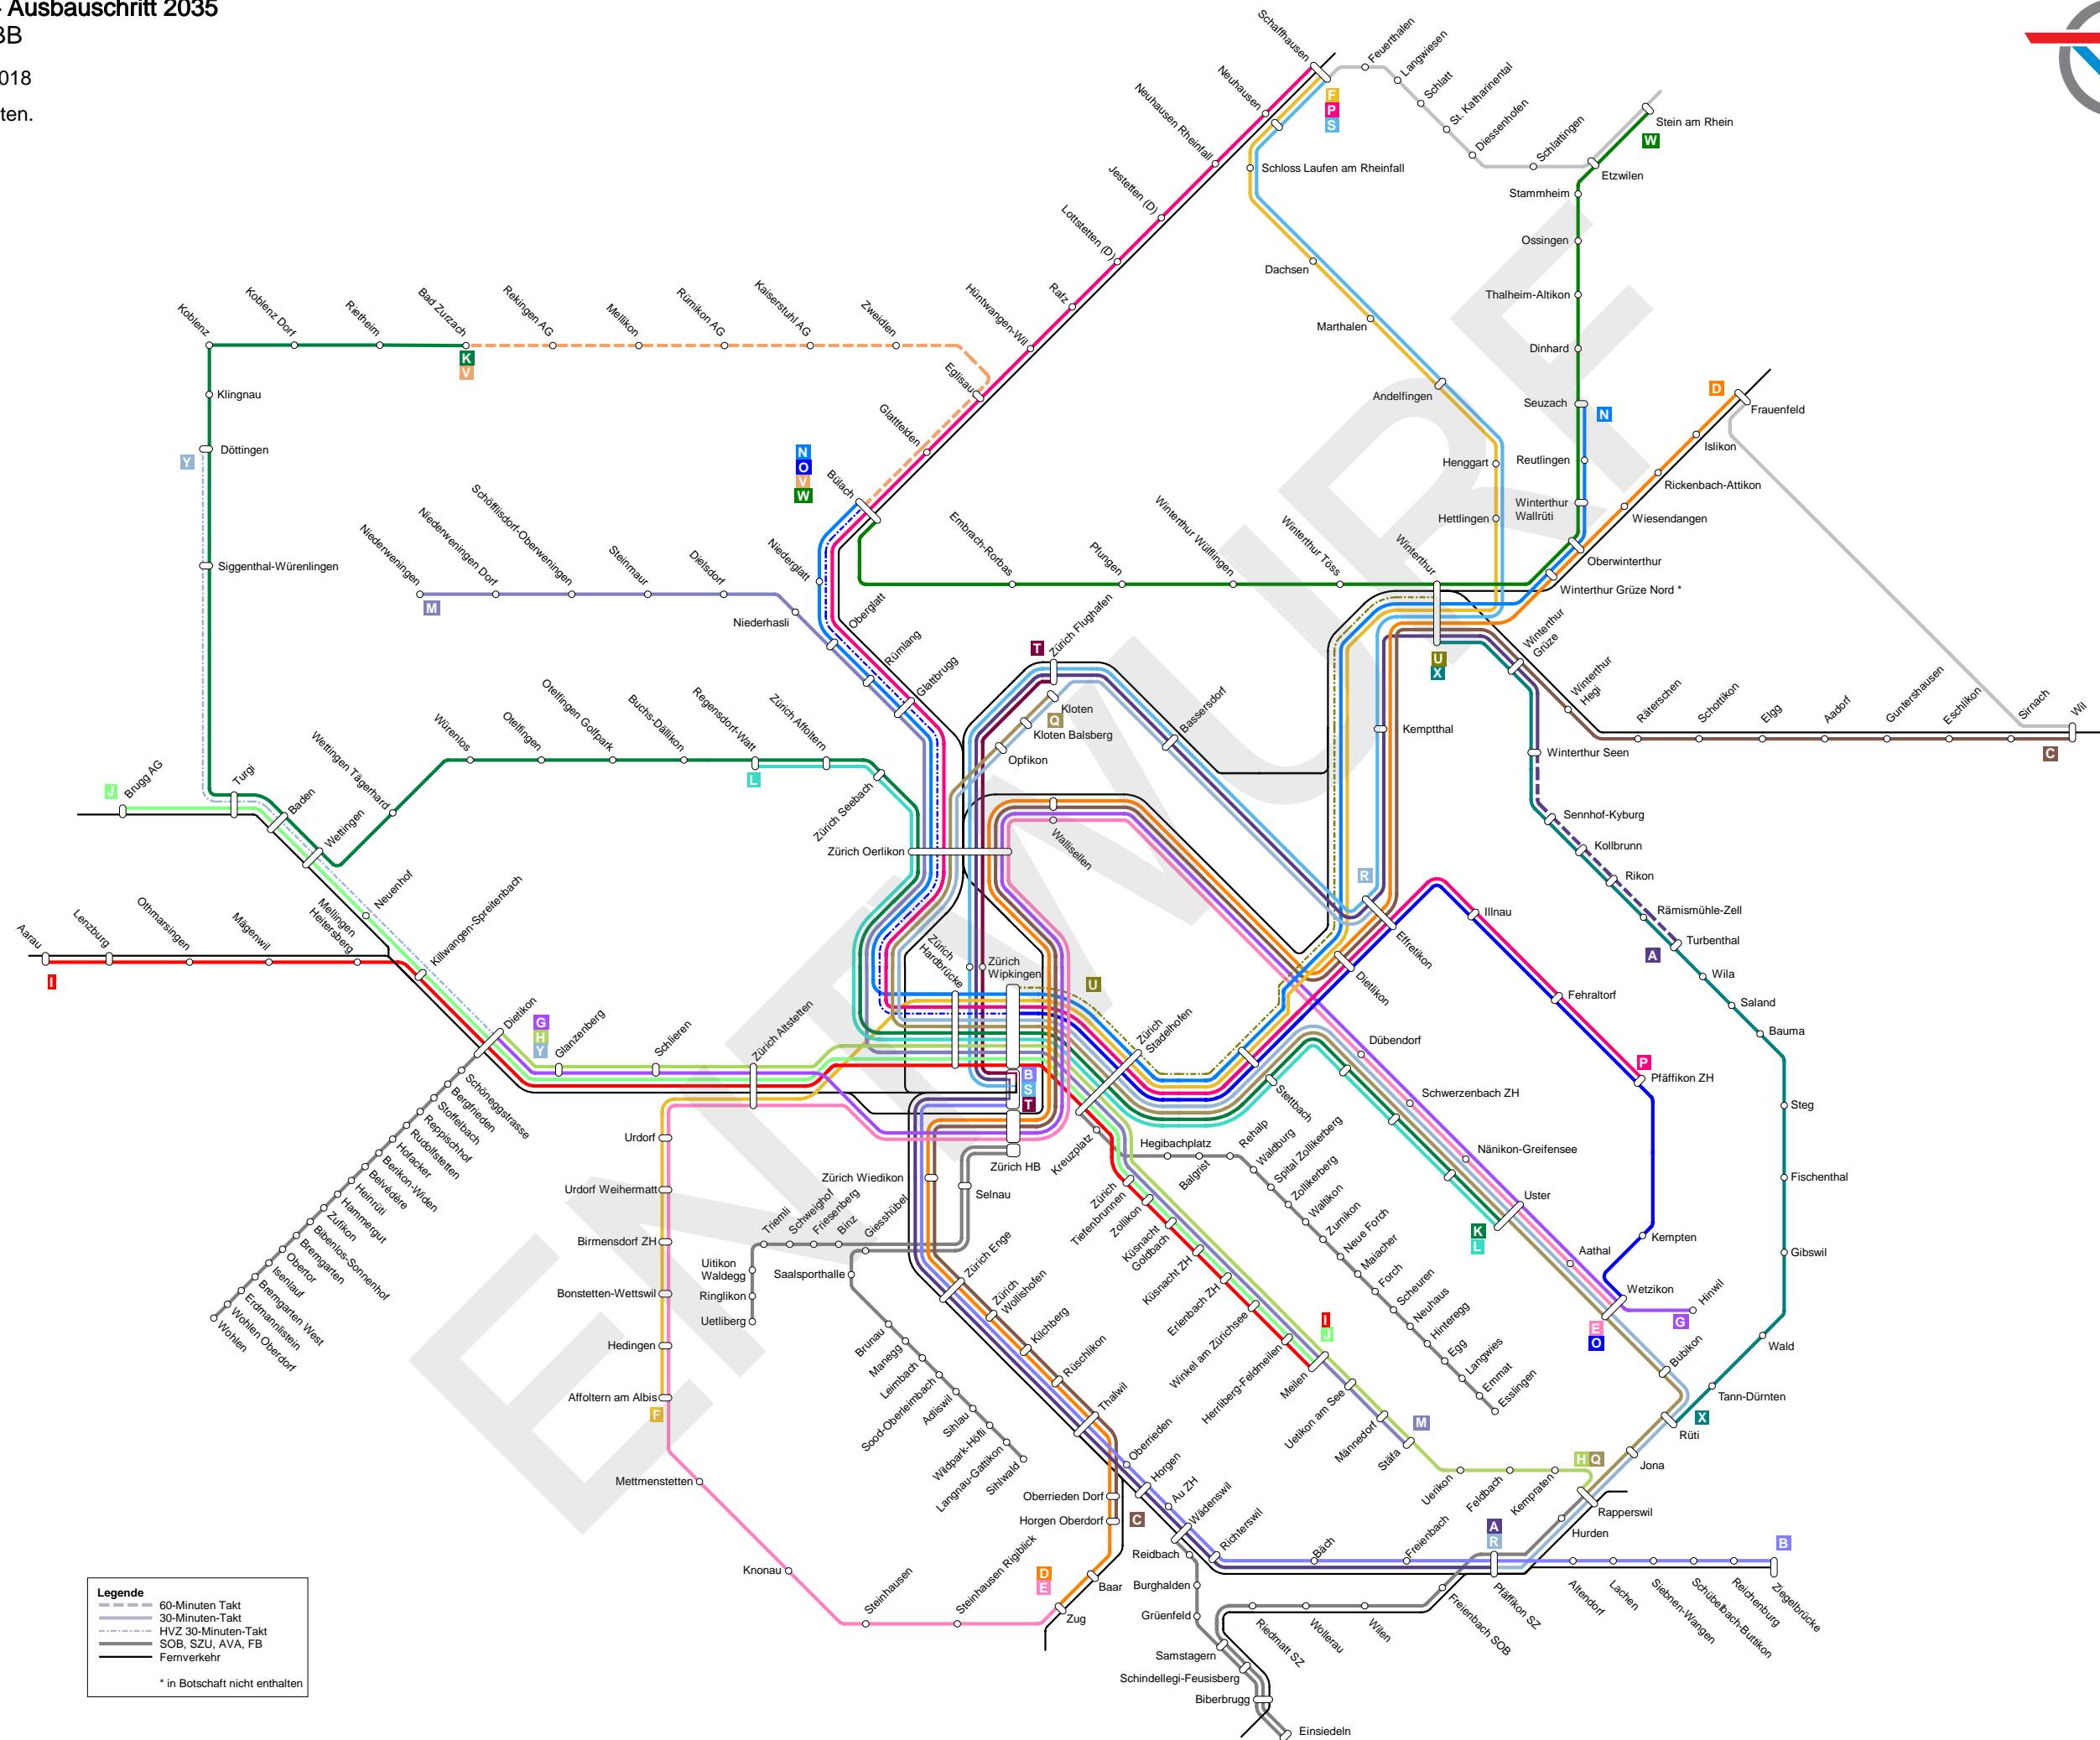 - Ausbauschritt 2035
BB
018
ten.
Schaffhausen
Feuerthalen
Langwiesen
Schlatt
St. Katharinental
Diessenhofen
Schlattingen
Stein am Rhein
W
Etzwilen
Neuhausen
F
P
S
Neuhausen Rheinfall
Schloss Laufen am Rheinfall
Jestetten (D)
Lottstetten (D)
Dachsen
Marthalen
Andelfingen
Henggart
Hettlingen
Stammheim
Ossingen
Thalheim-Altikon
Dinhard
Seuzach
N
Reutlingen
Winterthur
Wallrüti
Oberwinterthur
Winterthur Grüze Nord *
D
Frauenfeld
Islikon
Rickenbach-Attikon
Wiesendangen
Koblenz
Koblenz Dorf
Rietheim
Bad Zurzach
K
V
Rekingen AG
Mellikon
Rümikon AG
Kaiserstuhl AG
Zweidlen
Rafz
Hüntwangen-Wil
Eglisau
Glattfelden
N
O
V
W
Bülach
Klingnau
Y
Döttingen
Siggenthal-Würenlingen
Niederweningen
M
Niederweningen Dorf
Schöfflisdorf-Oberweningen
Steinmaur
Dielsdorf
Niederhasli
Niederglatt
Oberglatt
Rümlang
Glattbrugg
Embrach-Rorbas
Pfungen
Winterthur Wülflingen
Winterthur Töss
Winterthur
U
X
Winterthur
Grüze
Winterthur
Hegi
Räterschen
Schottikon
Elgg
Aadorf
Guntershausen
Eschlikon
Sirnach
Wil
C
T
Zürich Flughafen
Kloten
Q
Kloten Balsberg
Opfikon
Bassersdorf
Kemptthal
Winterthur Seen
Sennhof-Kyburg
Kollbrunn
Rikon
Rämismühle-Zell
Turbenthal
A
Wila
Saland
Bauma
Steg
Fischenthal
Gibswil
Wald
Tann-Dürnten
X
Rüti
J
Brugg AG
Turgi
Baden
Wettingen
Wettingen Tägerhard
Würenlos
Otelfingen
Otelfingen Golfpark
Buchs-Dällikon
Regensdorf-Watt
L
Zürich Affoltern
Zürich Seebach
Zürich Oerlikon
Wallisellen
Neuenhof
Mellingen
Heitersberg
Killwangen-Spreitenbach
Aarau
I
Lenzburg
Othmarsingen
Mägenwil
Dietikon
G
H
Y
Glanzenberg
Schlieren
Zürich Altstetten
Zürich
Hardbrücke
Zürich
Wipkingen
U
B
S
T
Zürich HB
Zürich
Stadelhofen
Stettbach
R
Effretikon
Dietlikon
Illnau
Fehraltorf
P
Pfäffikon ZH
Kempten
Dübendorf
Schwerzenbach ZH
Nänikon-Greifensee
Uster
K
L
Aathal
Wetzikon
E
O
Hinwil
G
Bubikon
Schöneggstrasse
Bergfrieden
Stoffelbach
Reppischhof
Rudolfstetten
Hofacker
Berikon-Widen
Belvédère
Heinrüti
Hammergut
Zufikon
Bibenlos-Sonnenhof
Bremgarten
Obertor
Isenlauf
Bremgarten West
Erdmannlistein
Wohlen Oberdorf
Wohlen
Urdorf
Urdorf Weihermatt
Birmensdorf ZH
Bonstetten-Wettswil
Hedingen
Affoltern am Albis
F
Mettmenstetten
Knonau
Steinhausen
Steinhausen Rigiblick
D
E
Zug
Baar
Zürich Wiedikon
Selnau
Triemli
Schweighof
Friesenberg
Binz
Giesshübel
Uitikon
Waldegg
Ringlikon
Uetliberg
Saalsporthalle
Brunau
Manegg
Leimbach
Sood-Oberleimbach
Adliswil
Sihlau
Wildpark-Höfli
Langnau-Gattikon
Sihlwald
Zürich Enge
Zürich
Wollishofen
Kilchberg
Rüschlikon
Thalwil
Oberrieden
Horgen
Au ZH
Wädenswil
Richterswil
Oberrieden Dorf
Horgen Oberdorf
C
Kreuzplatz
Hegibachplatz
Balgrist
Rehalp
Waldburg
Spital Zollikerberg
Zollikerberg
Waltikon
Zumikon
Neue Forch
Maiacher
Forch
Scheuren
Neuhaus
Hinteregg
Egg
Langwies
Emmat
Esslingen
Zürich
Tiefenbrunnen
Zollikon
Küsnacht
Goldbach
Küsnacht ZH
Erlenbach ZH
Winkel am Zürichsee
Herrliberg-Feldmeilen
Meilen
I
J
Uetikon am See
Männedorf
M
Stäfa
Uerikon
Feldbach
Kempraten
H
Q
Jona
Rapperswil
Hurden
Bäch
Freienbach
A
R
Pfäffikon SZ
Freienbach SOB
Altendorf
Lachen
Siebnen-Wangen
Schübelbach-Buttikon
Reichenburg
Ziegelbrücke
B
Reidbach
Burghalden
Grüenfeld
Samstagern
Schindellegi-Feusisberg
Biberbrugg
Einsiedeln
Riedmatt SZ
Wollerau
Wilen
ENTWURF
Legende
60-Minuten Takt
30-Minuten-Takt
HVZ 30-Minuten-Takt
SOB, SZU, AVA, FB
Fernverkehr
* in Botschaft nicht enthalten